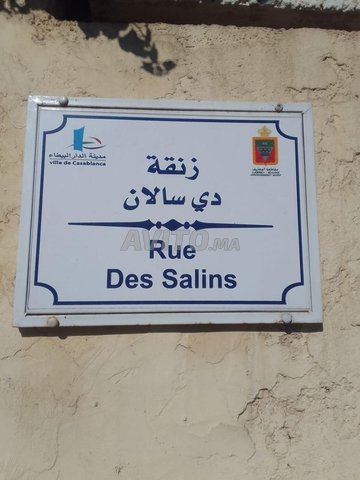 مدينة الدار البيضاء
ville de Casablanca
زنقة
دي سالان
AVITO.MA
Rue
Des Salins